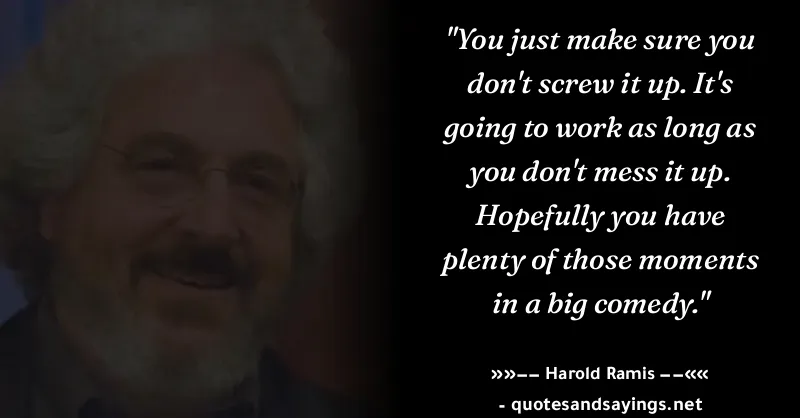 "You just make sure you
don't screw it up. It's
going to work as long as
you don't mess it up.
Hopefully you have
plenty of those moments
in a big comedy."
»»−− Harold Ramis −−««
- quotesandsayings.net